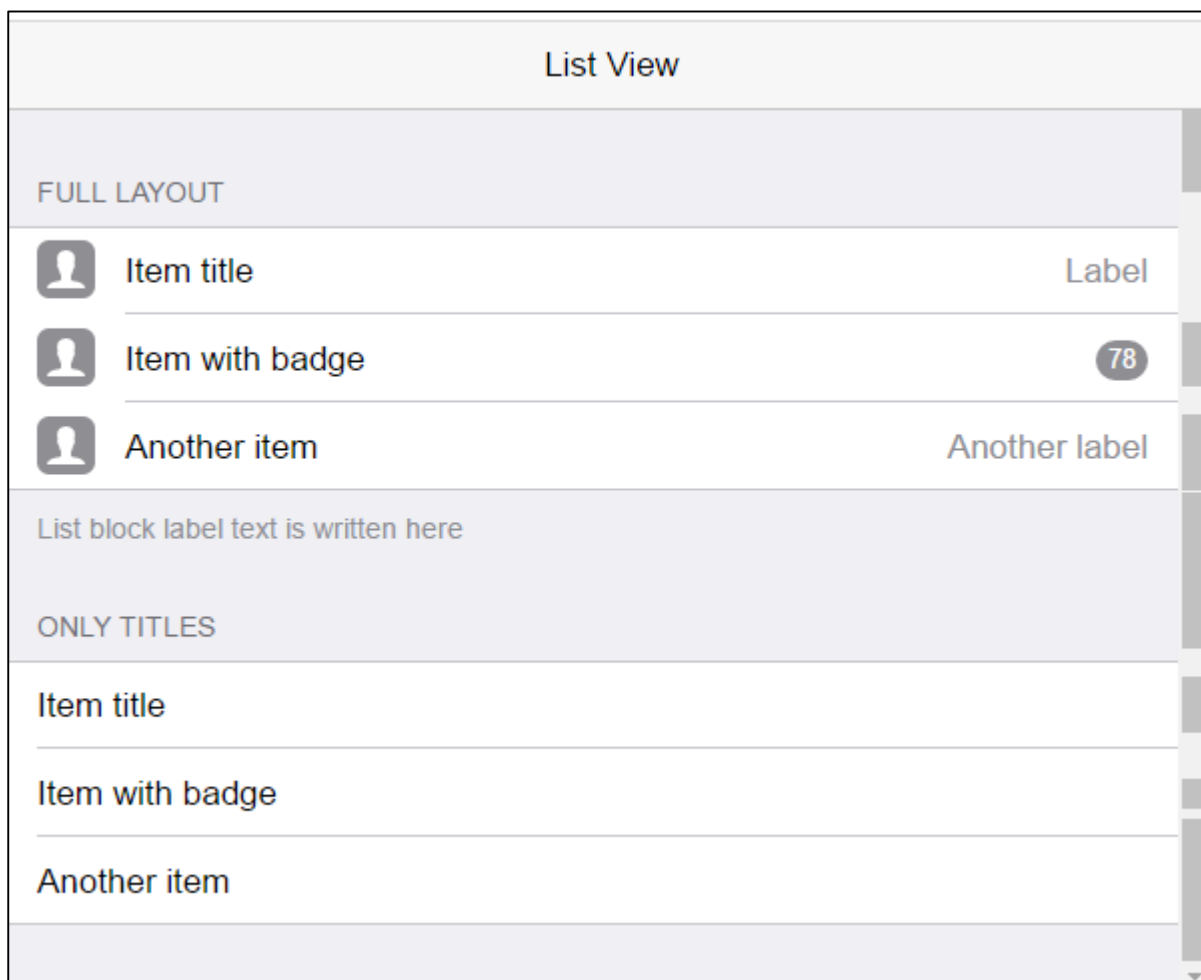 List View
FULL LAYOUT
Item title Label
Item with badge 78
Another item Another label
List block label text is written here
ONLY TITLES
Item title
Item with badge
Another item